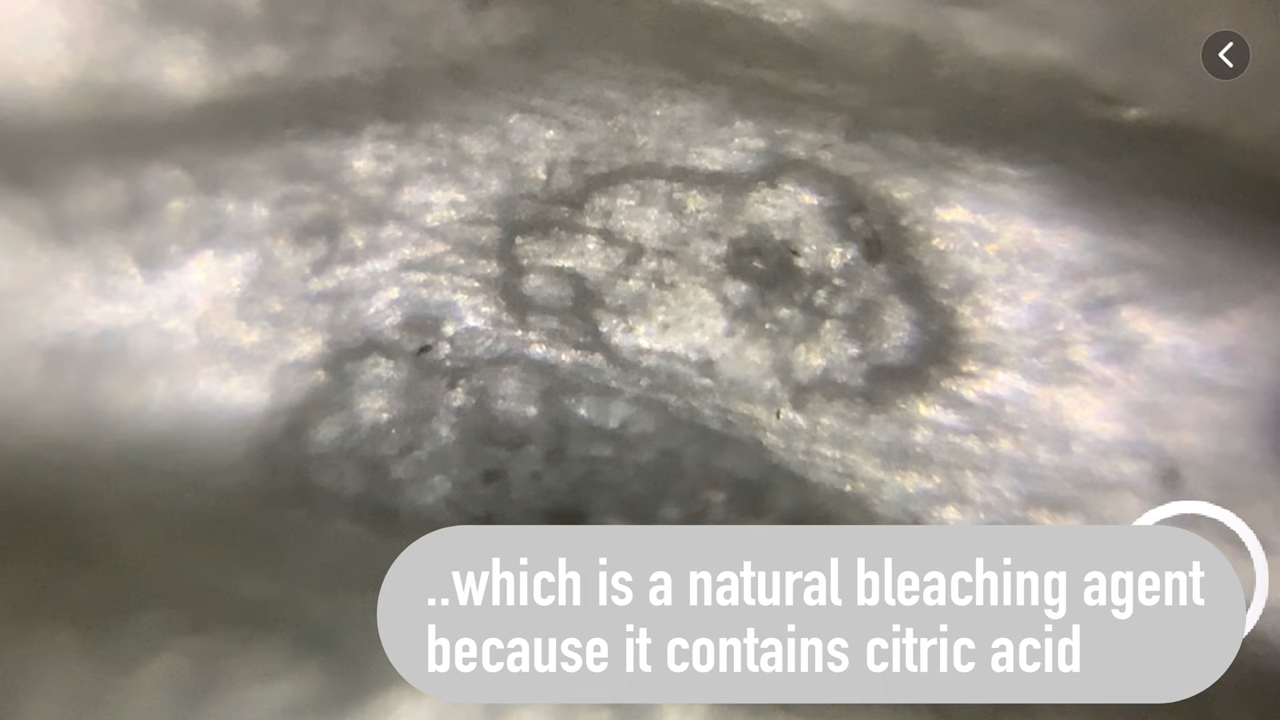 ..which is a natural bleaching agent
because it contains citric acid